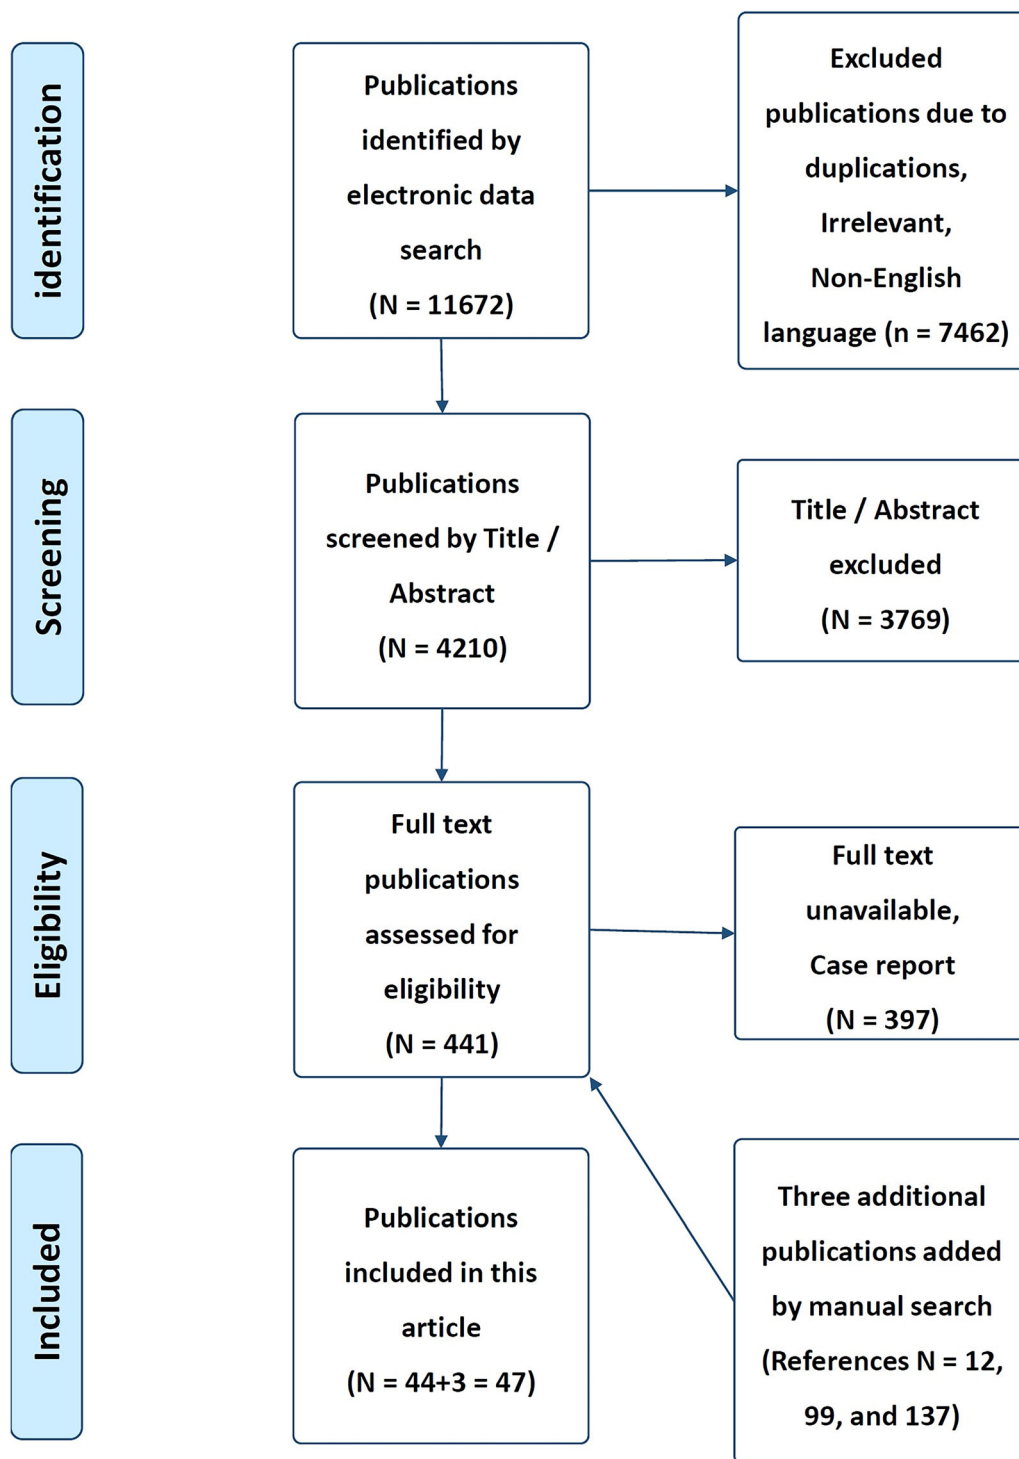 identification
Publications
identified by
electronic data
search
(N = 11672)
Excluded
publications due to
duplications,
Irrelevant,
Non-English
language (n = 7462)
Screening
Publications
screened by Title /
Abstract
(N = 4210)
Title / Abstract
excluded
(N = 3769)
Eligibility
Full text
publications
assessed for
eligibility
(N = 441)
Full text
unavailable,
Case report
(N = 397)
Included
Publications
included in this
article
(N = 44+3 = 47)
Three additional
publications added
by manual search
(References N = 12,
99, and 137)